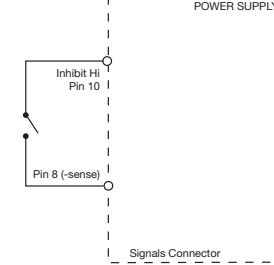 POWER SUPPLY
Inhibit Hi
Pin 10
Pin 8 (-sense)
Signals Connector